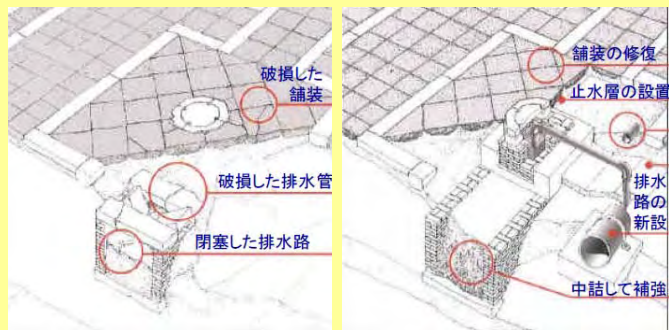 破損した
舗装
破損した排水管
閉塞した排水路
舗装の修復
止水層の設置
排水
路の
新設
中詰して補強